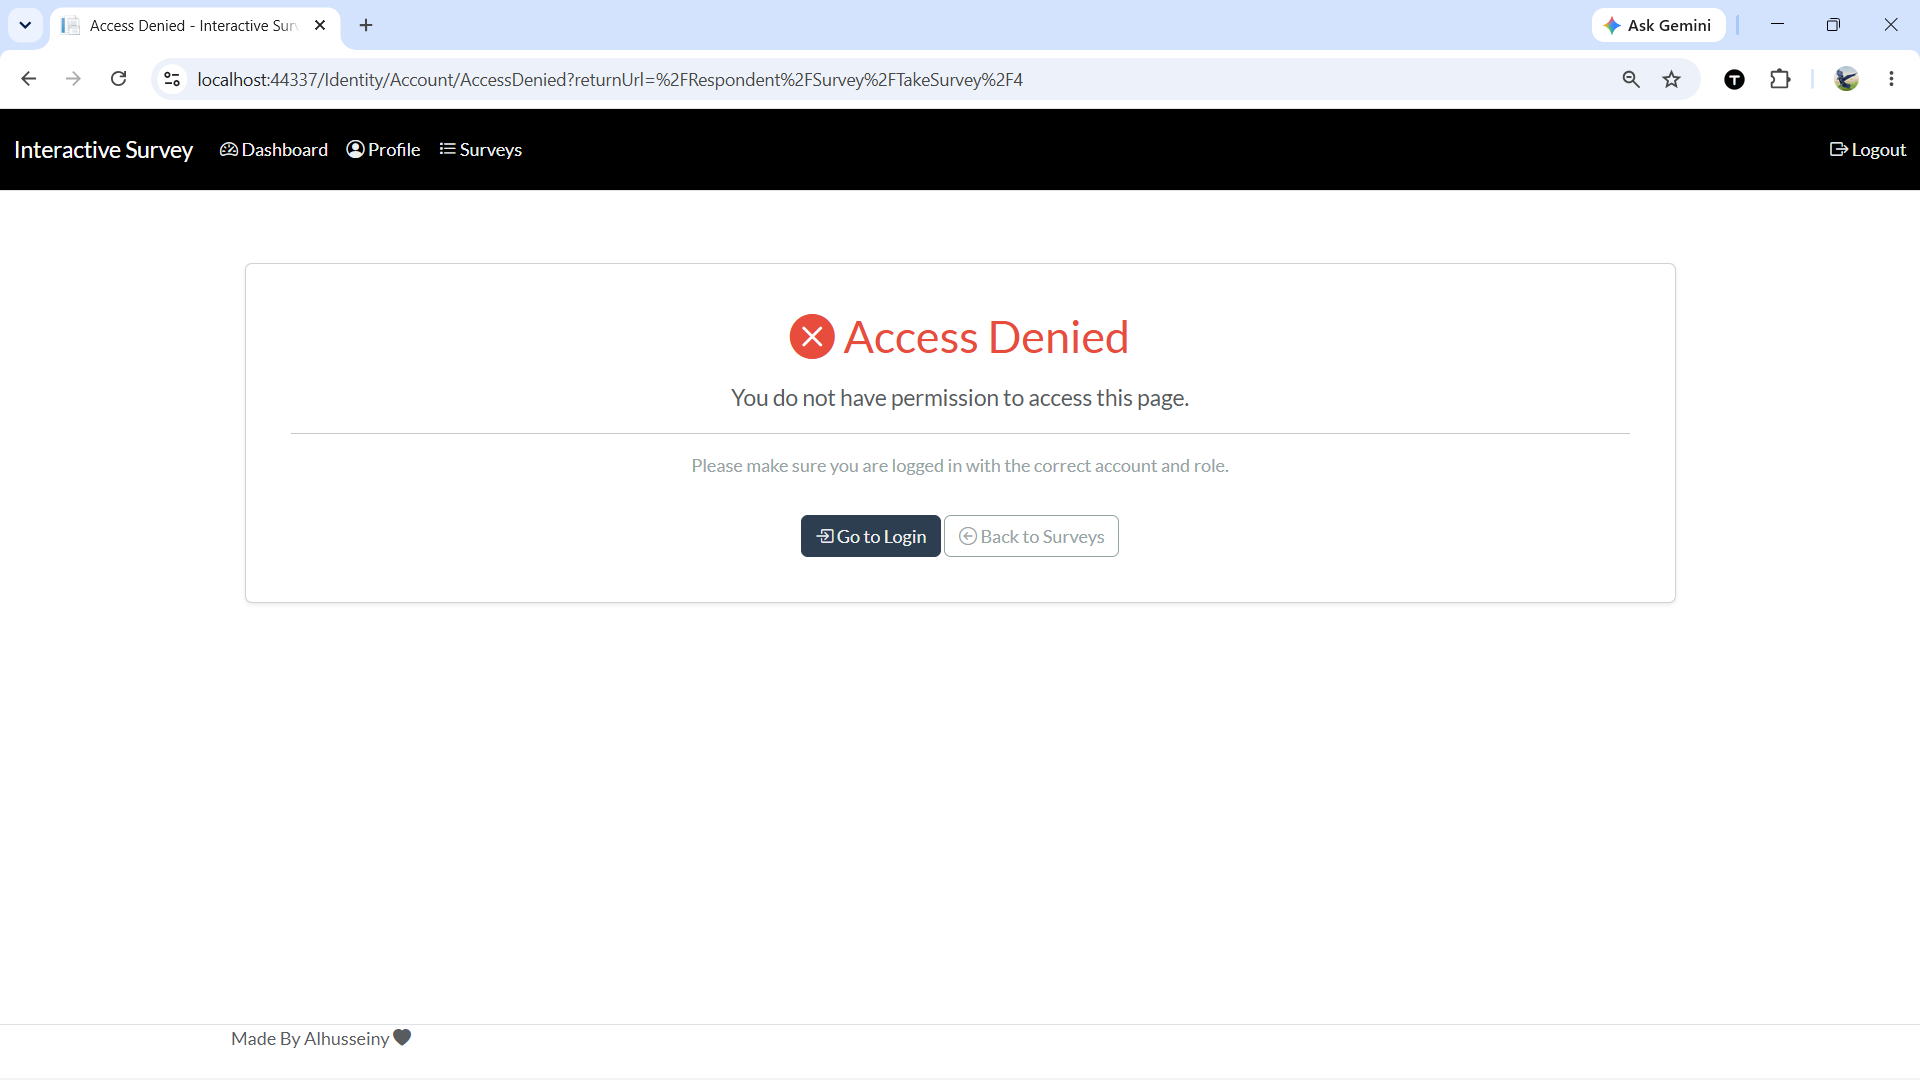 Access Denied - Interactive Sur
Ask Gemini
localhost:44337/Identity/Account/AccessDenied?returnUrl=%2FRespondent%2FSurvey%2FTakeSurvey%2F4
Interactive Survey Dashboard Profile Surveys Logout
Access Denied
You do not have permission to access this page.
Please make sure you are logged in with the correct account and role.
Go to Login Back to Surveys
Made By Alhusseiny